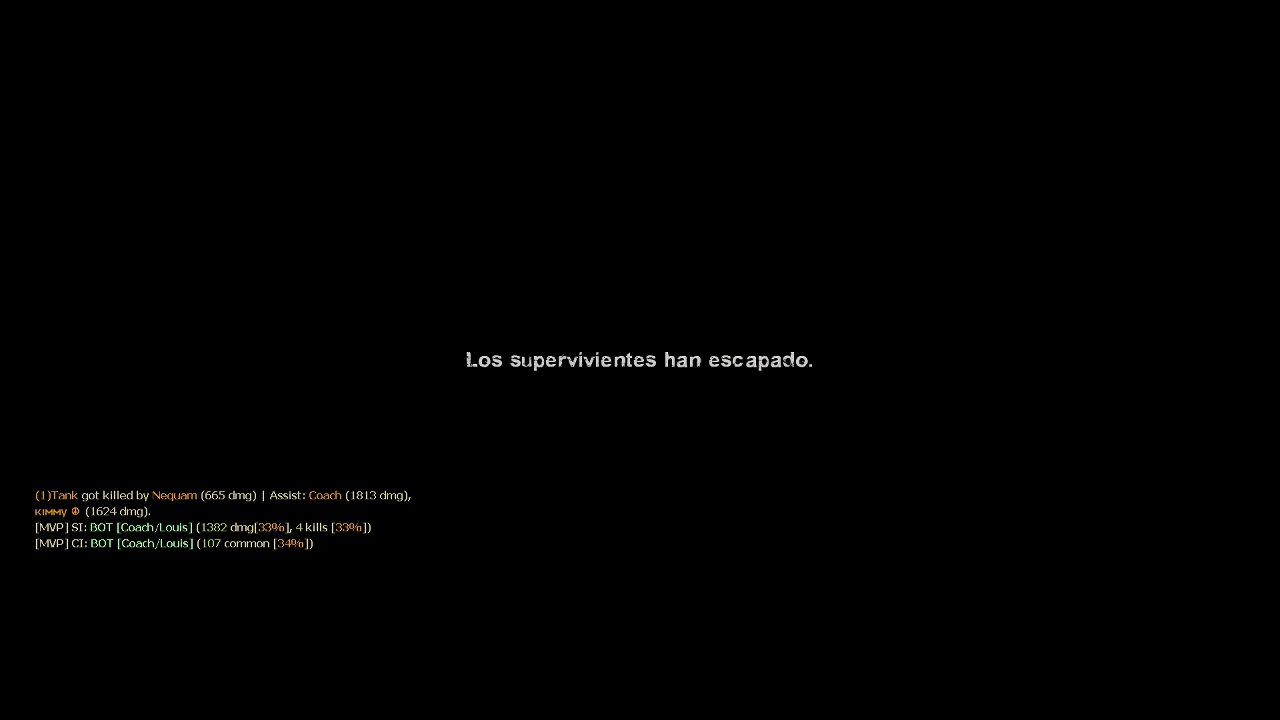 Los supervivientes han escapado.
(1)Tank got killed by Nequam (665 dmg) | Assist: Coach (1813 dmg),
кιммy ☮ (1624 dmg).
[MVP] SI: BOT [Coach/Louis] (1382 dmg[33%], 4 kills [33%])
[MVP] CI: BOT [Coach/Louis] (107 common [34%])